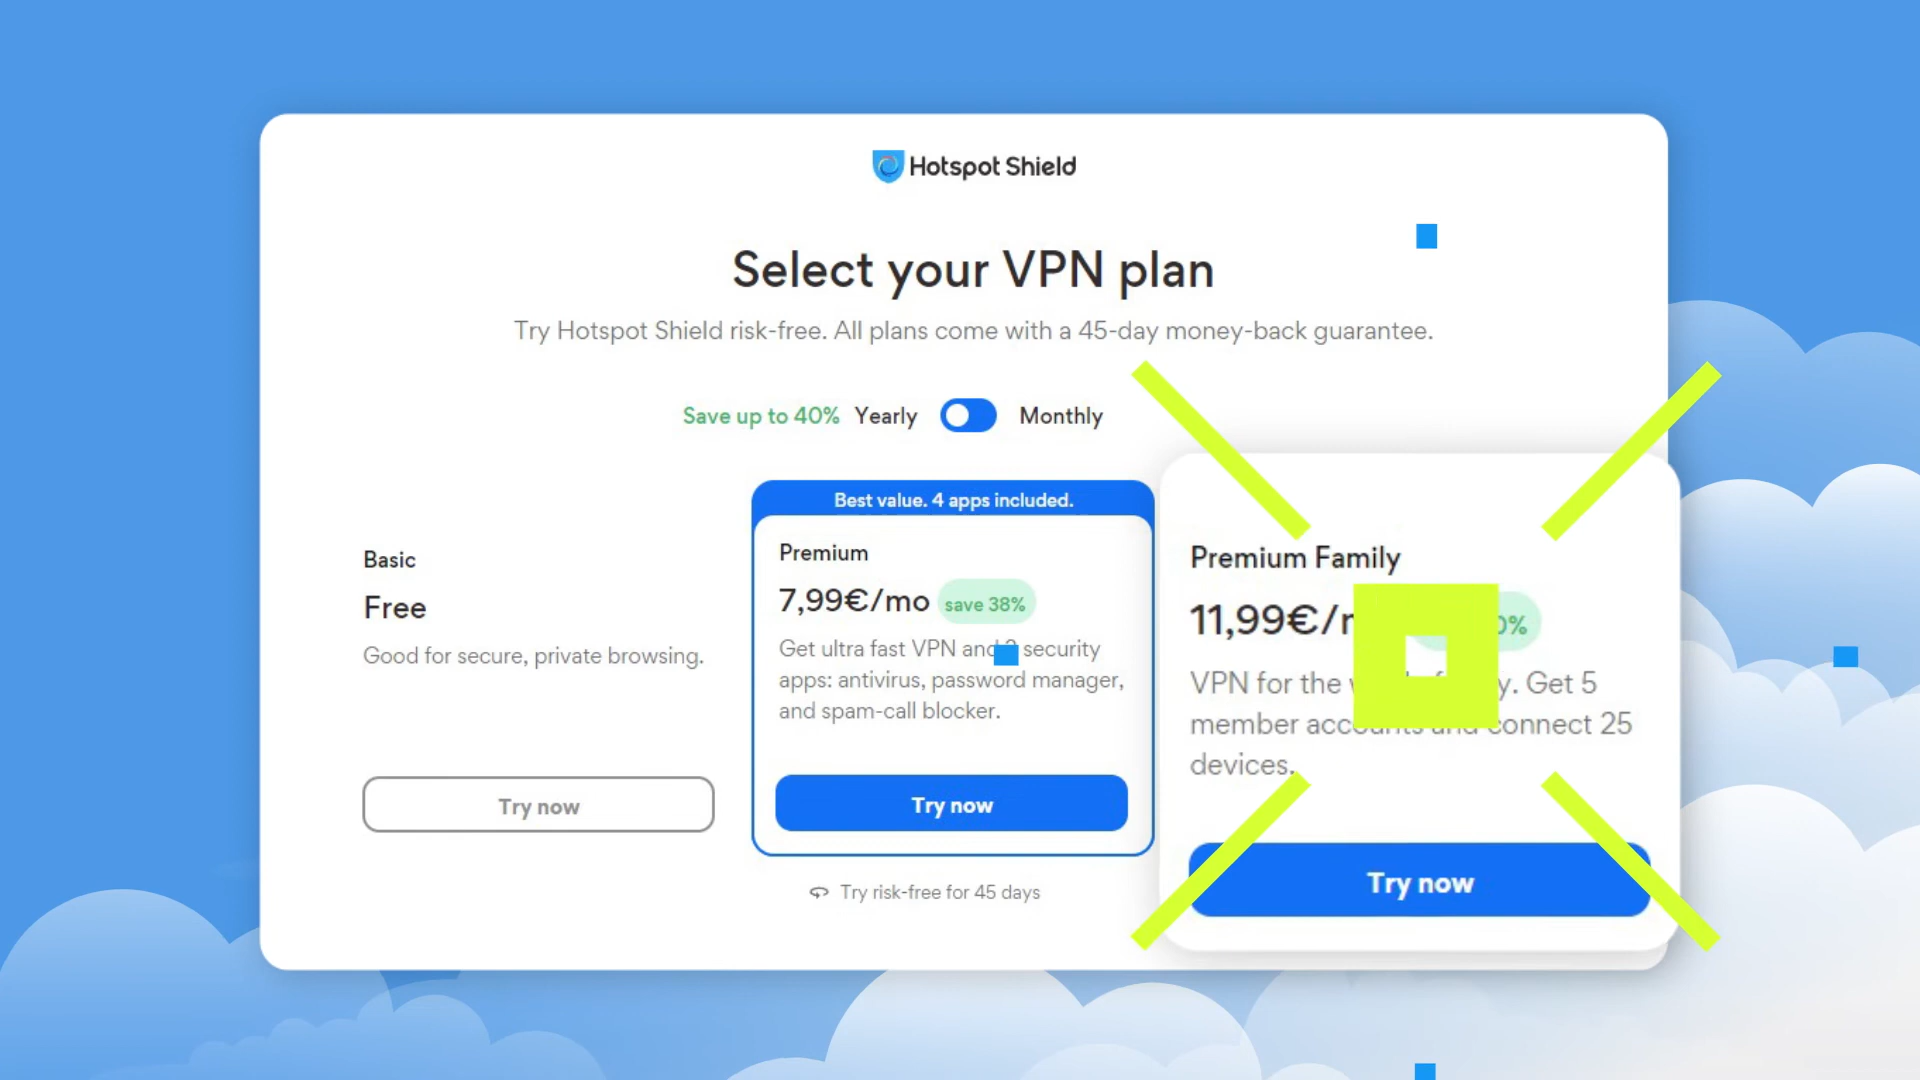 Hotspot Shield
Select your VPN plan
Try Hotspot Shield risk-free. All plans come with a 45-day money-back guarantee.
Save up to 40% Yearly Monthly
Basic
Free
Good for secure, private browsing.
Try now
Best value. 4 apps included.
Premium
7,99€/mo save 38%
Get ultra fast VPN and security
apps: antivirus, password manager,
and spam-call blocker.
Try now
Try risk-free for 45 days
Premium Family
11,99€/
VPN for the Get 5
member accounts and connect 25
devices.
Try now